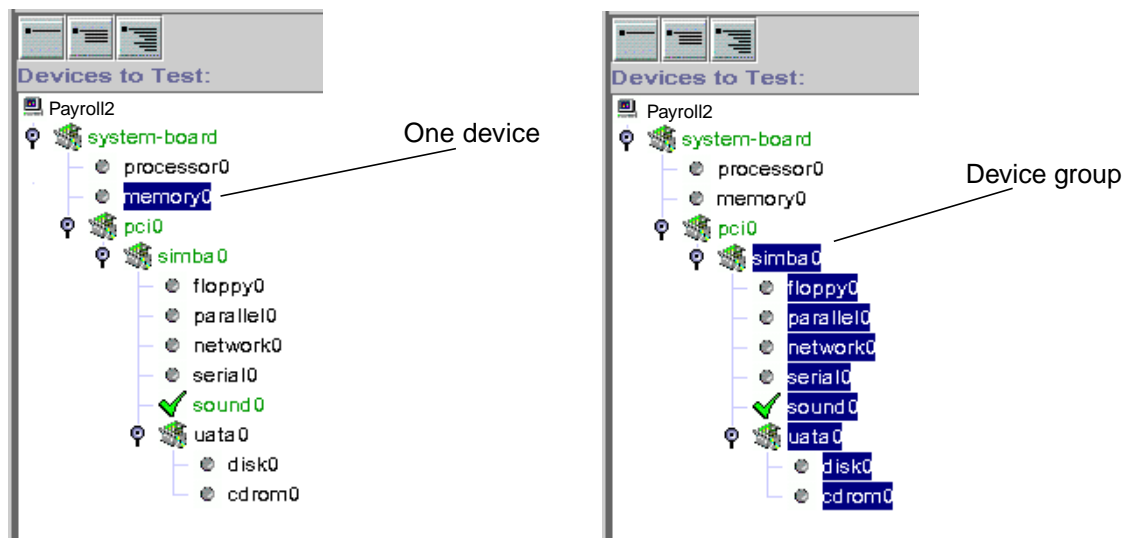 Devices to Test:
Payroll2
system-board
processor0
memory0
pci0
simba0
floppy0
parallel0
network0
serial0
sound0
uata0
disk0
cdrom0
One device
Devices to Test:
Payroll2
system-board
processor0
memory0
pci0
simba0
floppy0
parallel0
network0
serial0
sound0
uata0
disk0
cdrom0
Device group